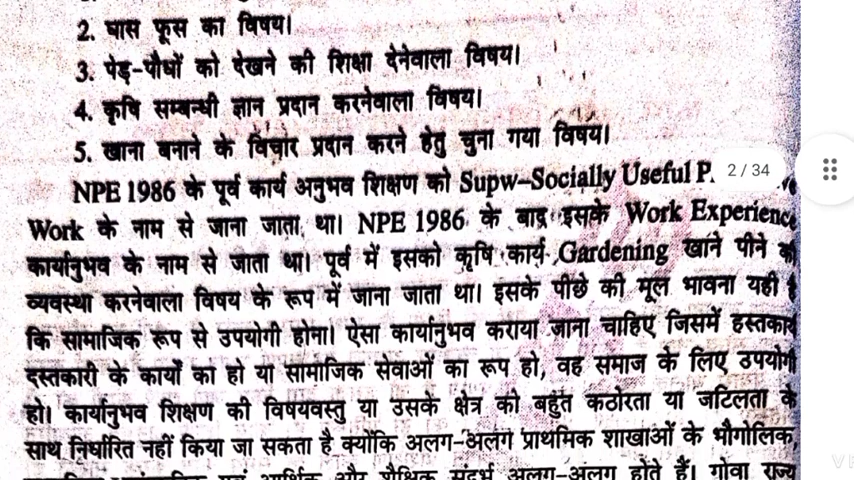 2. घास फूस का विषय।
3. पेड़-पौधों को देखने की शिक्षा देनेवाला विषय।
4. कृषि सम्बन्धी ज्ञान प्रदान करनेवाला विषय।
5. खाना बनाने के विचार प्रदान करने हेतु चुना गया विषय।
NPE 1986 के पूर्व कार्य अनुभव शिक्षण को Supw–Socially Useful P.
2 / 34
Work के नाम से जाना जाता था। NPE 1986 के बाद इसके Work Experience
कार्यानुभव के नाम से जाता था। पूर्व में इसको कृषि कार्य Gardening खाने पीने की
व्यवस्था करनेवाला विषय के रूप में जाना जाता था। इसके पीछे की मूल भावना यही है
कि सामाजिक रूप से उपयोगी होना। ऐसा कार्यानुभव कराया जाना चाहिए जिसमें हस्तकार्य
दस्तकारी के कार्यों का हो या सामाजिक सेवाओं का रूप हो, वह समाज के लिए उपयोगी
हो। कार्यानुभव शिक्षण की विषयवस्तु या उसके क्षेत्र को बहुत कठोरता या जटिलता के
साथ निर्धारित नहीं किया जा सकता है क्योंकि अलग-अलग प्राथमिक शाखाओं के भौगोलिक,
एवं आर्थिक और शैक्षिक संदर्भ अलग-अलग होते हैं। गोवा राज्य